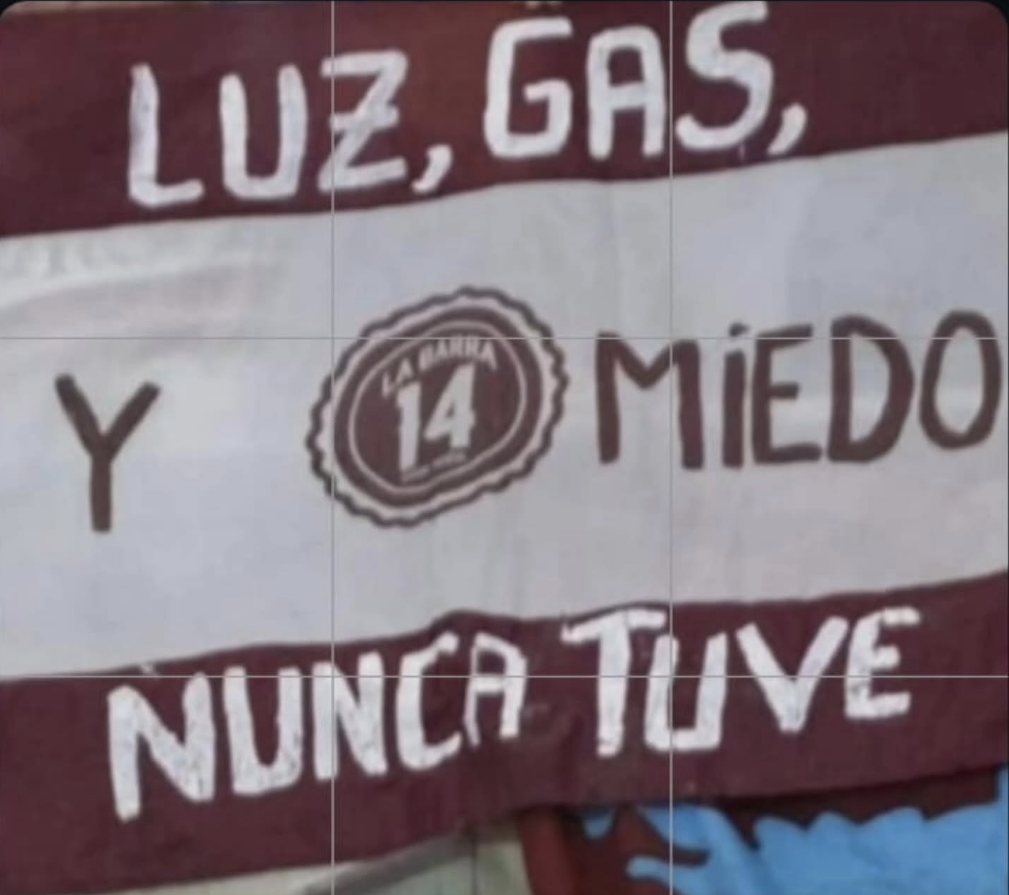 LUZ, GAS,
Y
LA BARRA
14
MiEDO
NUNCA TUVE